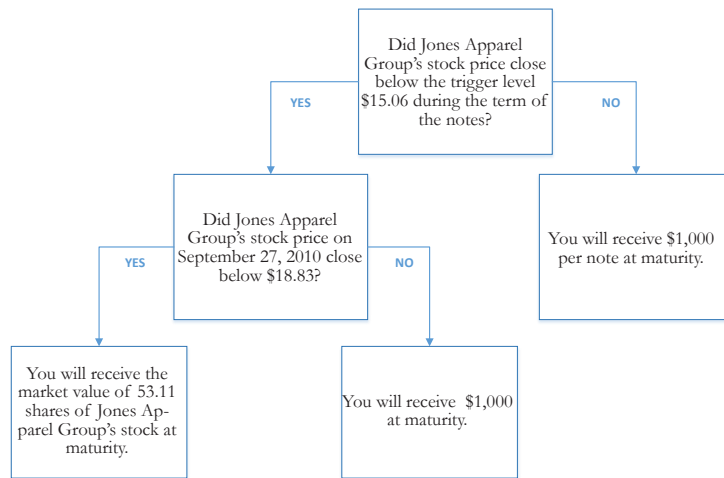 Did Jones Apparel
Group's stock price close
below the trigger level
$15.06 during the term of
the notes?
YES
NO
Did Jones Apparel
Group's stock price on
September 27, 2010 close
below $18.83?
You will receive $1,000
per note at maturity.
YES
NO
You will receive the
market value of 53.11
shares of Jones Ap-
parel Group's stock at
maturity.
You will receive $1,000
at maturity.